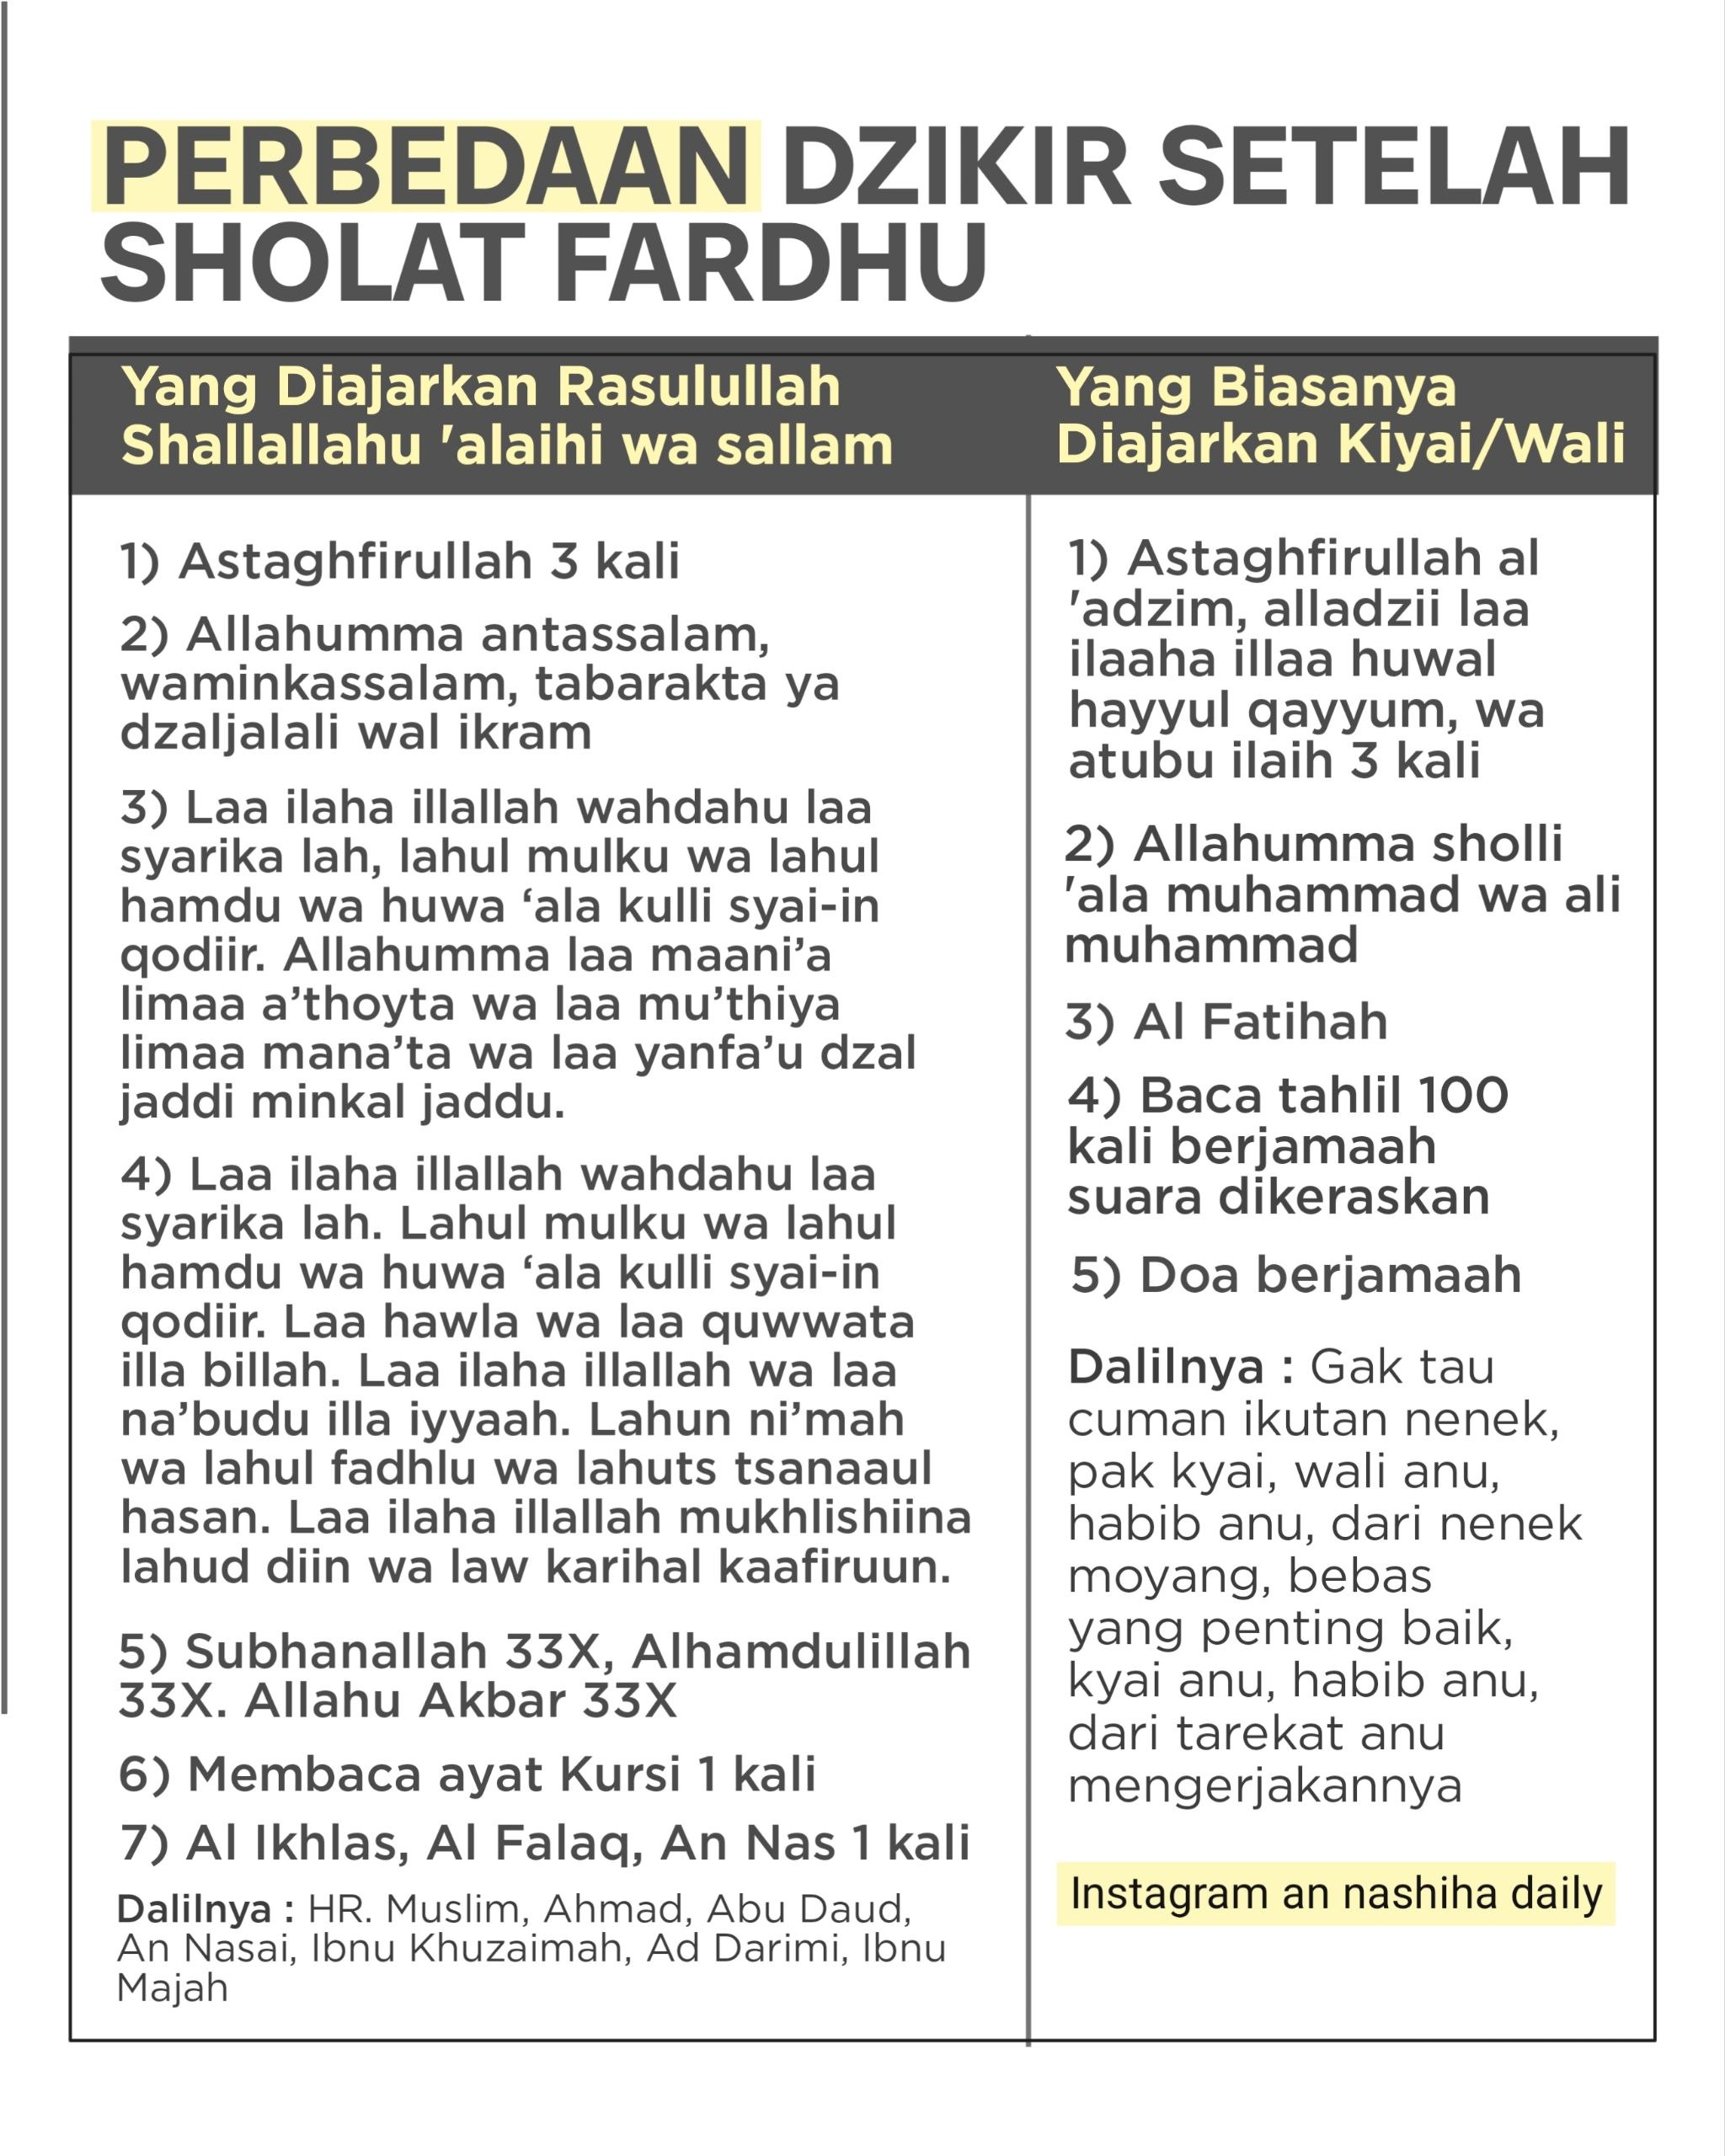 PERBEDAAN DZIKIR SETELAH
SHOLAT FARDHU
Yang Diajarkan Rasulullah
Shallallahu 'alaihi wa sallam
1) Astaghfirullah 3 kali
2) Allahumma antassalam,
waminkassalam, tabarakta ya
dzaljalali wal ikram
3) Laa ilaha illallah wahdahu laa
syarika lah, lahul mulku wa lahul
hamdu wa huwa ‘ala kulli syai-in
qodiir. Allahumma laa maani’a
limaa a’thoyta wa laa mu’thiya
limaa mana’ta wa laa yanfa’u dzal
jaddi minkal jaddu.
4) Laa ilaha illallah wahdahu laa
syarika lah. Lahul mulku wa lahul
hamdu wa huwa ‘ala kulli syai-in
qodiir. Laa hawla wa laa quwwata
illa billah. Laa ilaha illallah wa laa
na’budu illa iyyaah. Lahun ni’mah
wa lahul fadhlu wa lahuts tsanaaul
hasan. Laa ilaha illallah mukhlishiina
lahud diin wa law karihal kaafiruun.
5) Subhanallah 33X, Alhamdulillah
33X. Allahu Akbar 33X
6) Membaca ayat Kursi 1 kali
7) Al Ikhlas, Al Falaq, An Nas 1 kali
Dalilnya : HR. Muslim, Ahmad, Abu Daud,
An Nasai, Ibnu Khuzaimah, Ad Darimi, Ibnu
Majah
Yang Biasanya
Diajarkan Kiyai/Wali
1) Astaghfirullah al
'adzim, alladzii laa
ilaaha illaa huwal
hayyul qayyum, wa
atubu ilaih 3 kali
2) Allahumma sholli
'ala muhammad wa ali
muhammad
3) Al Fatihah
4) Baca tahlil 100
kali berjamaah
suara dikeraskan
5) Doa berjamaah
Dalilnya : Gak tau
cuman ikutan nenek,
pak kyai, wali anu,
habib anu, dari nenek
moyang, bebas
yang penting baik,
kyai anu, habib anu,
dari tarekat anu
mengerjakannya
Instagram an nashiha daily